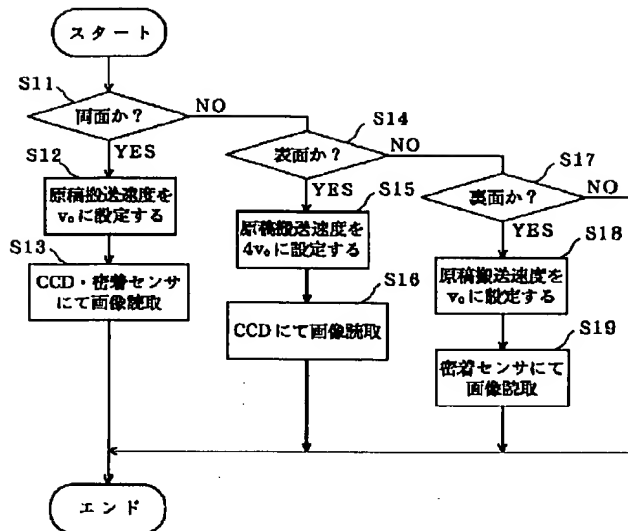 スタート
S11
両面か?
NO
YES
S14
表面か?
NO
YES
S17
裏面か?
NO
YES
S12
原稿搬送速度を
v₀に設定する
S15
原稿搬送速度を
4v₀に設定する
S18
原稿搬送速度を
v₀に設定する
S13
CCD・密着センサ
にて画像読取
S16
CCDにて画像読取
S19
密着センサにて
画像読取
エンド